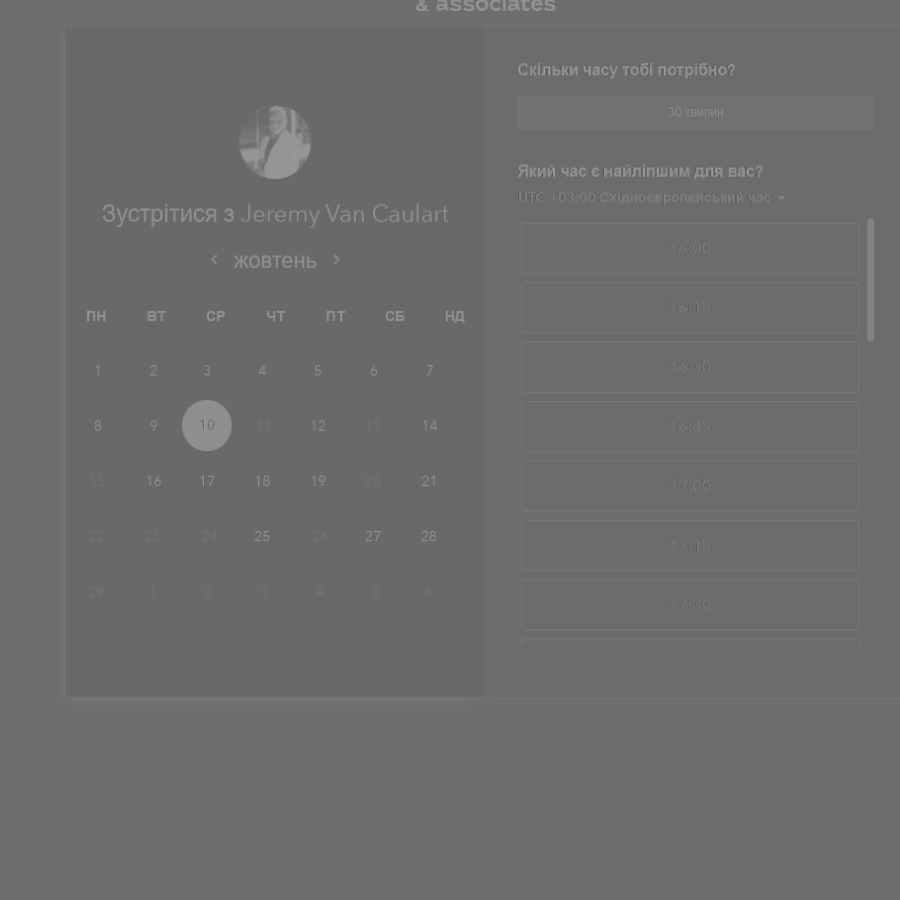 & associates
Зустрітися з Jeremy Van Caulart
жовтень
ПН ВТ СР ЧТ ПТ СБ НД
1 2 3 4 5 6 7
8 9 10 11 12 13 14
15 16 17 18 19 20 21
22 23 24 25 26 27 28
29 1 2 3 4 5 6
Скільки часу тобі потрібно?
30 хвилин
Який час є найліпшим для вас?
UTC +03:00 Східноєвропейський час
16:00
16:15
16:30
16:45
17:00
17:15
17:30